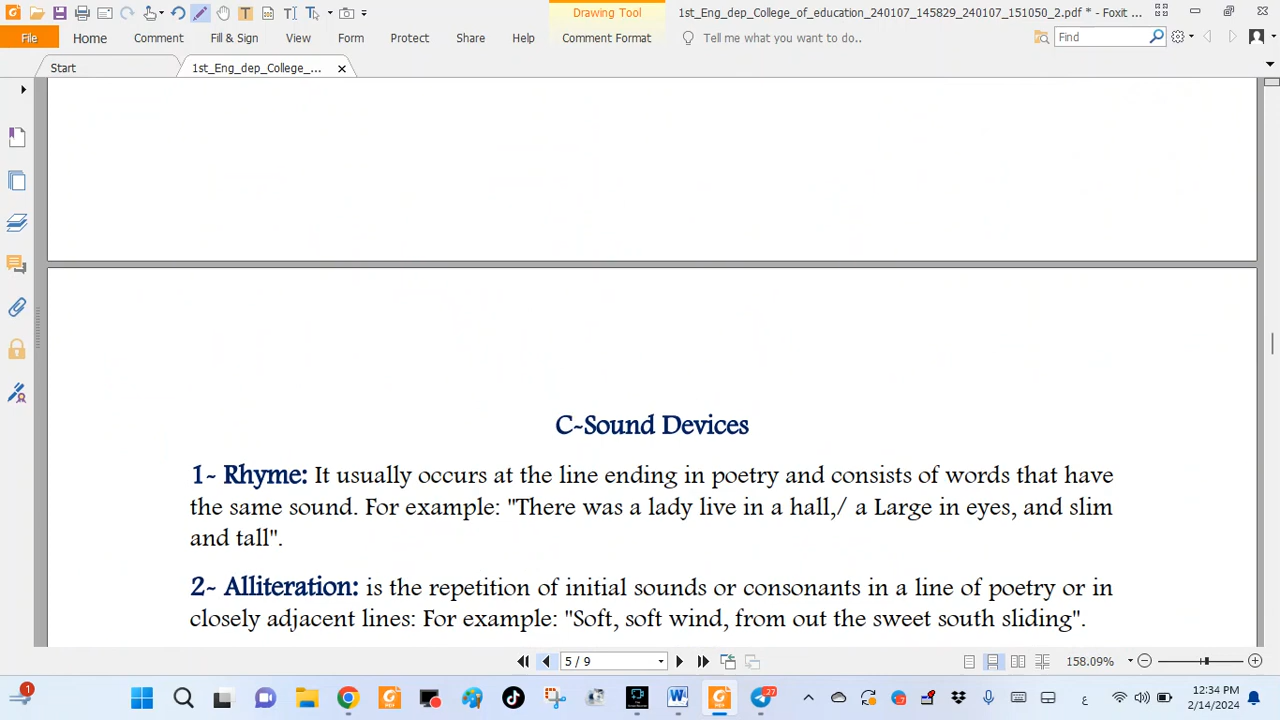 1st_Eng_dep_College_of_education_240107_145829_240107_151050_2.pdf * - Foxit ...
Drawing Tool
File Home Comment Fill & Sign View Form Protect Share Help Comment Format Tell me what you want to do.. Find
Start 1st_Eng_dep_College_...
C-Sound Devices
1- Rhyme: It usually occurs at the line ending in poetry and consists of words that have
the same sound. For example: "There was a lady live in a hall,/ a Large in eyes, and slim
and tall".
2- Alliteration: is the repetition of initial sounds or consonants in a line of poetry or in
closely adjacent lines: For example: "Soft, soft wind, from out the sweet south sliding".
5 / 9 158.09%
1 27 ع 12:34 PM
2/14/2024